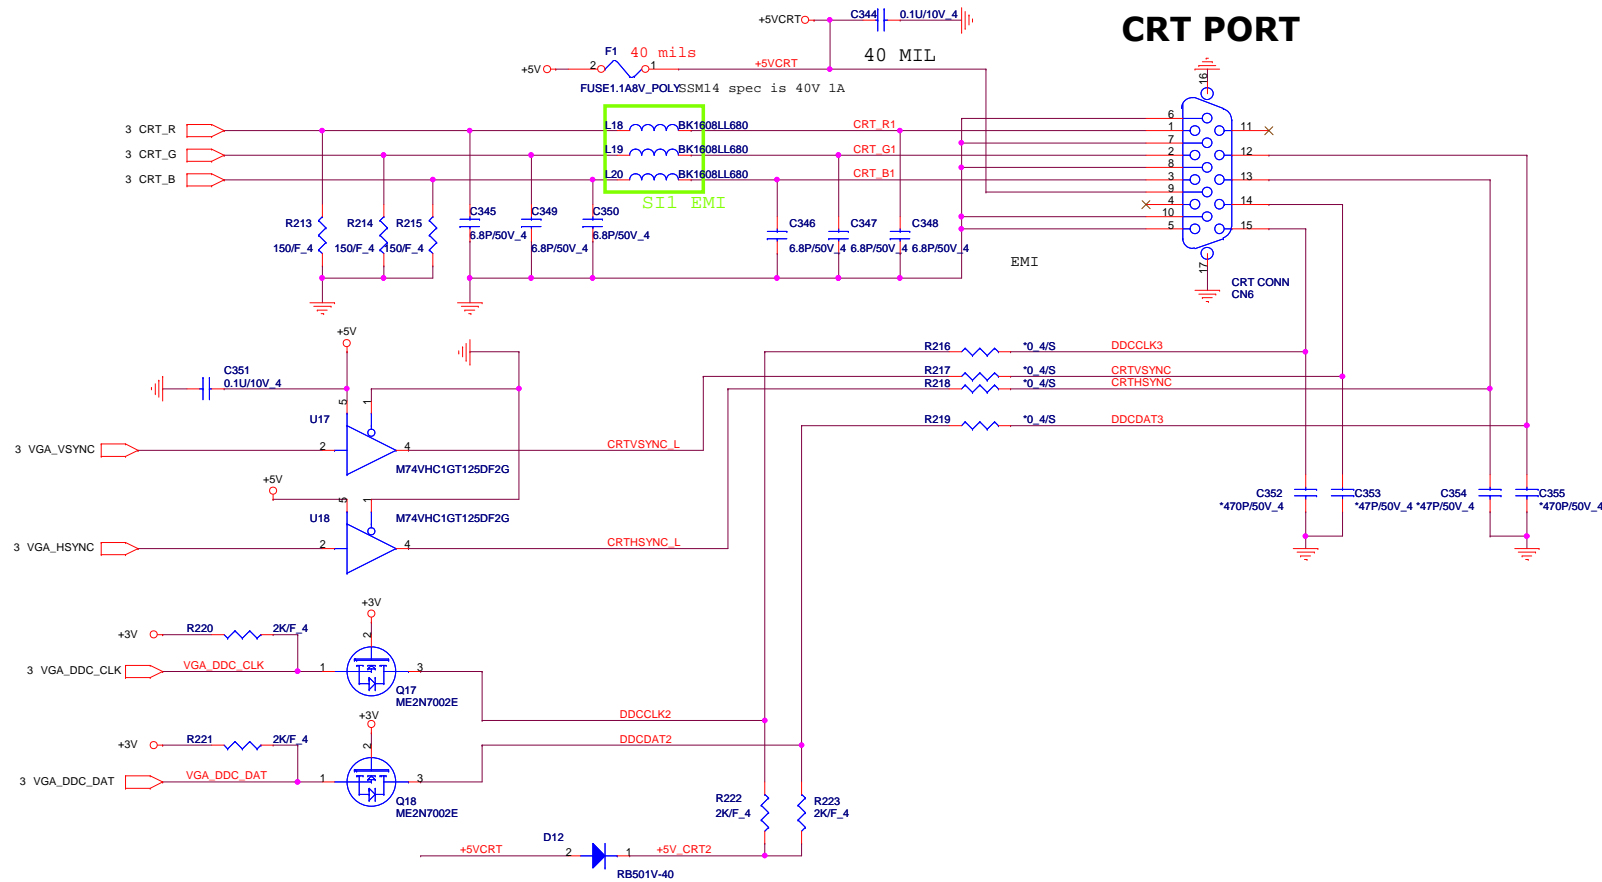 CRT PORT
+5VCRT
C344
0.1U/10V_4
40 MIL
F1
40 mils
+5V
2
1
+5VCRT
FUSE1.1A8V_POLY
SSM14 spec is 40V 1A
3 CRT_R
L18
BK1608LL680
CRT_R1
3 CRT_G
L19
BK1608LL680
CRT_G1
3 CRT_B
L20
BK1608LL680
CRT_B1
SI1 EMI
R213
150/F_4
R214
150/F_4
R215
150/F_4
C345
6.8P/50V_4
C349
6.8P/50V_4
C350
6.8P/50V_4
C346
6.8P/50V_4
C347
6.8P/50V_4
C348
6.8P/50V_4
EMI
16
6
1
7
2
8
3
9
4
10
5
11
12
13
14
15
17
CRT CONN
CN6
+5V
C351
0.1U/10V_4
5
1
U17
3 VGA_VSYNC
2
4
CRTVSYNC_L
M74VHC1GT125DF2G
+5V
5
1
U18
M74VHC1GT125DF2G
3 VGA_HSYNC
2
4
CRTHSYNC_L
R216
*0_4/S
DDCCLK3
R217
*0_4/S
CRTVSYNC
R218
*0_4/S
CRTHSYNC
R219
*0_4/S
DDCDAT3
C352
*470P/50V_4
C353
*47P/50V_4
C354
*47P/50V_4
C355
*470P/50V_4
+3V
+3V
R220
2K/F_4
2
3 VGA_DDC_CLK
VGA_DDC_CLK
1
3
Q17
ME2N7002E
DDCCLK2
+3V
+3V
R221
2K/F_4
2
DDCDAT2
3 VGA_DDC_DAT
VGA_DDC_DAT
1
3
Q18
ME2N7002E
R222
2K/F_4
R223
2K/F_4
D12
+5VCRT
2
1
+5V_CRT2
RB501V-40